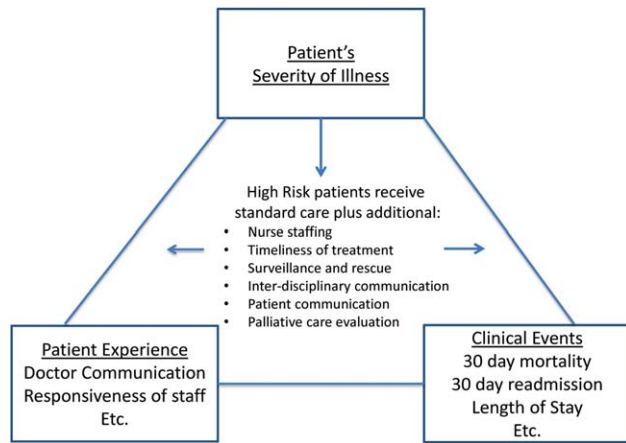 Patient's
Severity of Illness
High Risk patients receive
standard care plus additional:
• Nurse staffing
• Timeliness of treatment
• Surveillance and rescue
• Inter-disciplinary communication
• Patient communication
• Palliative care evaluation
Patient Experience
Doctor Communication
Responsiveness of staff
Etc.
Clinical Events
30 day mortality
30 day readmission
Length of Stay
Etc.